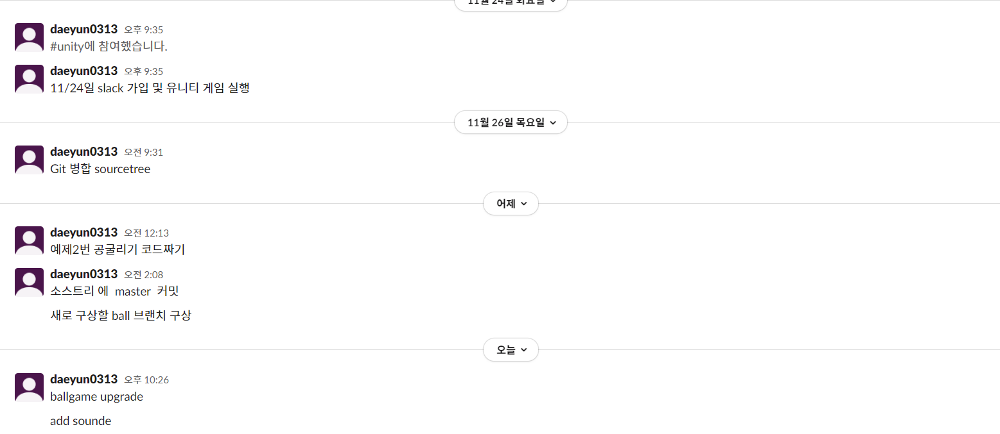 11월 24일 화요일
daeyun0313 오후 9:35
#unity에 참여했습니다.
daeyun0313 오후 9:35
11/24일 slack 가입 및 유니티 게임 실행
11월 26일 목요일
daeyun0313 오전 9:31
Git 병합 sourcetree
어제
daeyun0313 오전 12:13
예제2번 공굴리기 코드짜기
daeyun0313 오전 2:08
소스트리 에 master 커밋
새로 구상할 ball 브랜치 구상
오늘
daeyun0313 오후 10:26
ballgame upgrade
add sounde